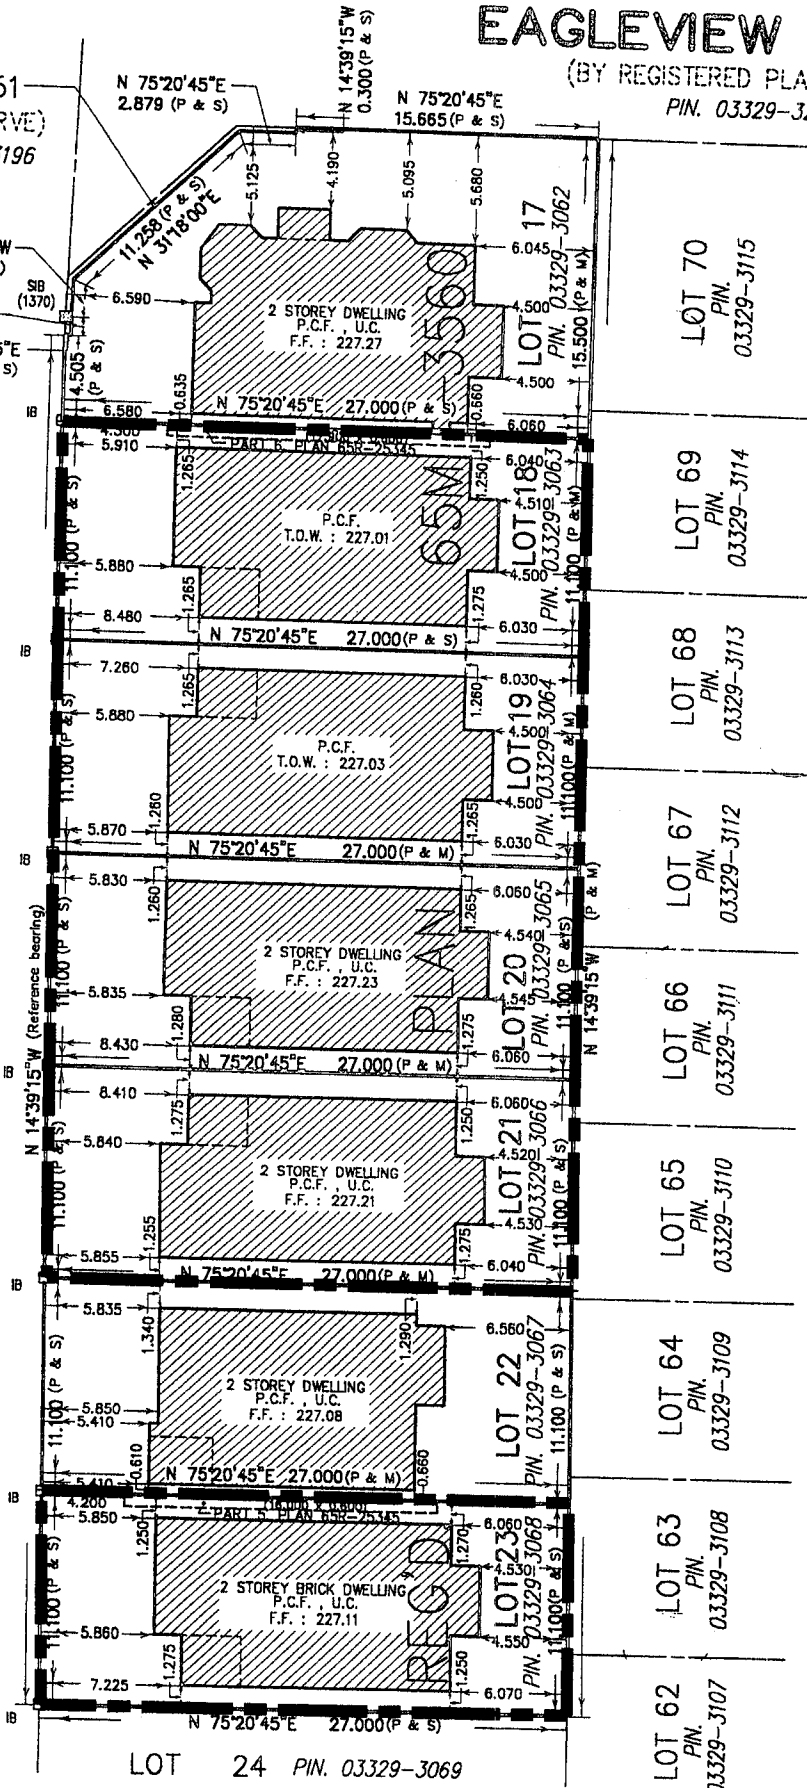 EAGLEVIEW
(BY REGISTERED PLA
PIN. 03329-32
61
RVE)
3196
N 75°20'45"E
2.879 (P & S)
N 14°39'15"W
0.300 (P & S)
N 75°20'45"E
15.665 (P & S)
11.258 (P & S)
N 31°18'00"E
5.125
4.190
5.095
5.680
SIB
(1370)
6.590
6.045
4.500
4.500
LOT 17
PIN. 03329-3062
15.500 (P & M)
2 STOREY DWELLING
P.C.F. , U.C.
F.F. : 227.27
4.505
(P & S)
0.635
0.660
6.580
6.060
N 75°20'45"E 27.000 (P & S)
IB
5.910
6.040
PART 6, PLAN 65R-25345
65M-3560
1.265
1.250
4.510
P.C.F.
T.O.W. : 227.01
LOT 18
PIN. 03329-3063
11.100 (P & S)
11.100 (P & M)
5.880
4.500
1.265
1.275
8.480
6.030
N 75°20'45"E 27.000 (P & S)
IB
7.260
6.030
1.265
1.260
5.880
4.500
P.C.F.
T.O.W. : 227.03
LOT 19
PIN. 03329-3064
11.100 (P & S)
11.100 (P & M)
4.500
1.260
1.265
5.870
6.030
N 75°20'45"E 27.000 (P & M)
IB
5.830
6.060
1.260
1.265
4.540
2 STOREY DWELLING
P.C.F. , U.C.
F.F. : 227.23
PLAN
LOT 20
PIN. 03329-3065
11.100 (P & S)
11.100 (P & S)
N 14°39'15"W (Reference bearing)
N 14°39'15"W (P & M)
5.835
4.545
1.280
1.275
8.430
6.060
N 75°20'45"E 27.000 (P & M)
IB
8.410
6.060
1.275
1.250
5.840
4.520
2 STOREY DWELLING
P.C.F. , U.C.
F.F. : 227.21
LOT 21
PIN. 03329-3066
11.100 (P & S)
11.100 (P & S)
4.530
1.255
1.275
5.855
6.040
N 75°20'45"E 27.000 (P & M)
IB
5.835
1.340
1.290
6.560
2 STOREY DWELLING
P.C.F. , U.C.
F.F. : 227.08
LOT 22
PIN. 03329-3067
11.100 (P & S)
11.100 (P & S)
5.850
5.410
0.610
0.660
5.410
N 75°20'45"E 27.000 (P & M)
IB
4.200
5.850
PART 5, PLAN 65R-25345
6.060
1.250
1.270
4.530
2 STOREY BRICK DWELLING
P.C.F. , U.C.
F.F. : 227.11
REG'D
LOT 23
PIN. 03329-3068
11.100 (P & S)
11.100 (P & S)
5.860
4.550
1.275
1.250
7.225
6.070
IB
N 75°20'45"E 27.000 (P & S)
LOT 24 PIN. 03329-3069
LOT 70
PIN.
03329-3115
LOT 69
PIN.
03329-3114
LOT 68
PIN.
03329-3113
LOT 67
PIN.
03329-3112
LOT 66
PIN.
03329-3111
LOT 65
PIN.
03329-3110
LOT 64
PIN.
03329-3109
LOT 63
PIN.
03329-3108
LOT 62
PIN.
03329-3107